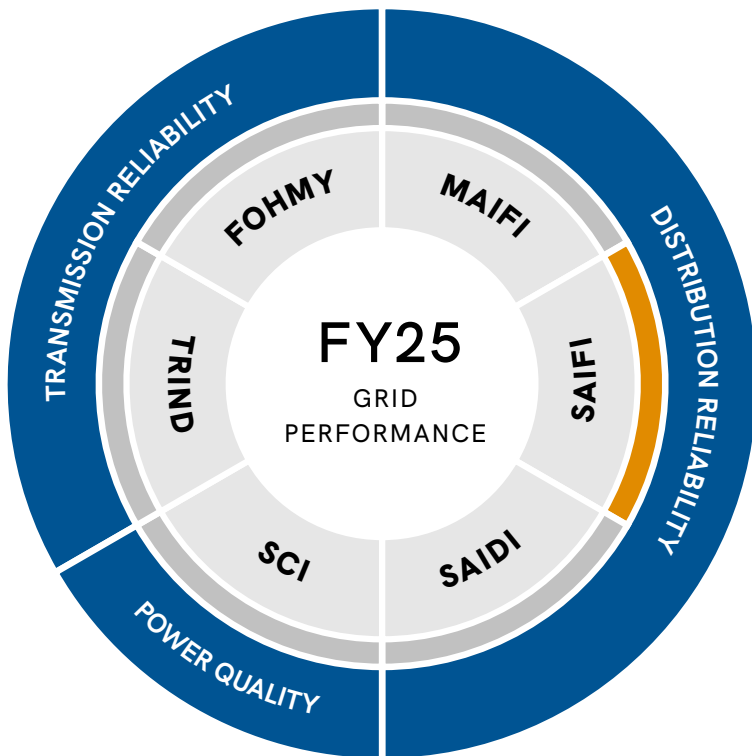 TRANSMISSION RELIABILITY
DISTRIBUTION RELIABILITY
POWER QUALITY
FOHMY
MAIFI
SAIFI
SAIDI
SCI
TRIND
FY25
GRID
PERFORMANCE